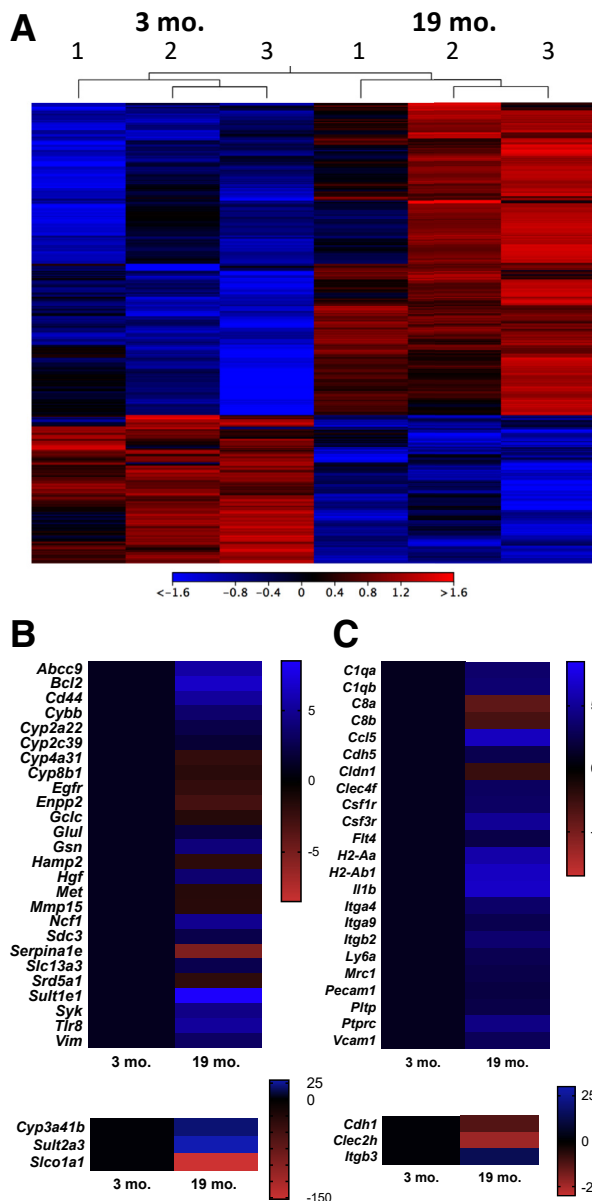 A
3 mo. 19 mo.
1 2 3 1 2 3
<-1.6 -0.8 -0.4 0 0.4 0.8 1.2 >1.6
B
Abcc9
Bcl2
Cd44
Cybb
Cyp2a22
Cyp2c39
Cyp4a31
Cyp8b1
Egfr
Enpp2
Gclc
Glul
Gsn
Hamp2
Hgf
Met
Mmp15
Ncf1
Sdc3
Serpina1e
Slc13a3
Srd5a1
Sult1e1
Syk
Tlr8
Vim
3 mo. 19 mo.
5
0
-5
Cyp3a41b
Sult2a3
Slco1a1
3 mo. 19 mo.
25
0
-150
C
C1qa
C1qb
C8a
C8b
Ccl5
Cdh5
Cldn1
Clec4f
Csf1r
Csf3r
Flt4
H2-Aa
H2-Ab1
Il1b
Itga4
Itga9
Itgb2
Ly6a
Mrc1
Pecam1
Pltp
Ptprc
Vcam1
3 mo. 19 mo.
5
0
Cdh1
Clec2h
Itgb3
3 mo. 19 mo.
25
0